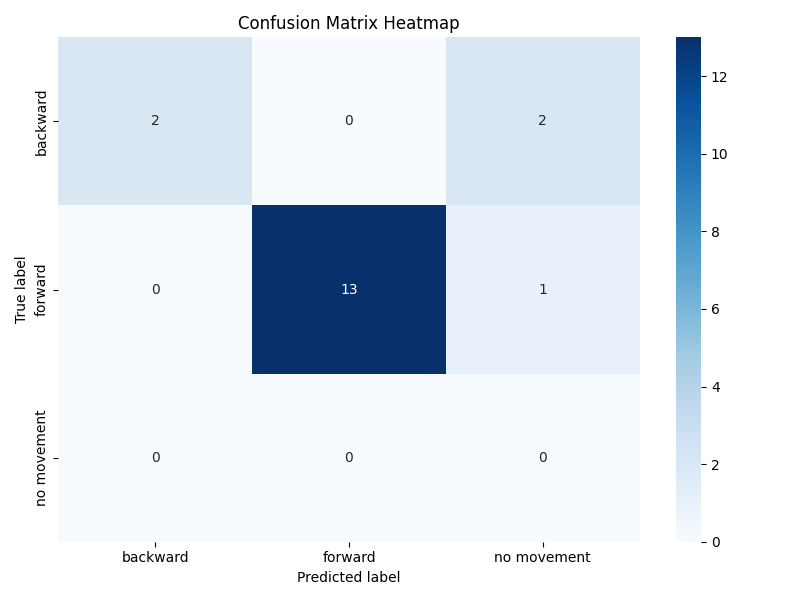 Confusion Matrix Heatmap
True label
backward
2
0
2
forward
0
13
1
no movement
0
0
0
backward
forward
no movement
Predicted label
12
10
8
6
4
2
0